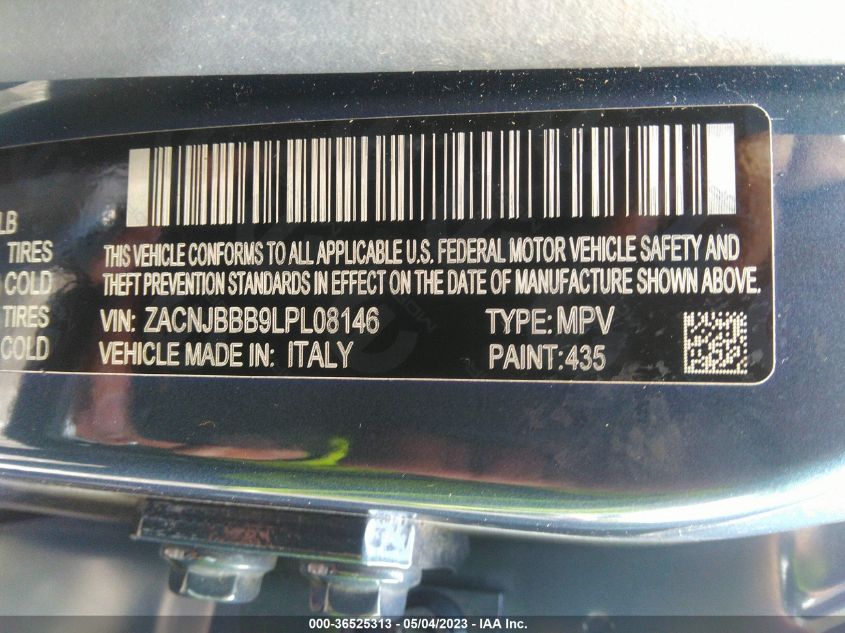 LB
TIRES
COLD
TIRES
COLD
THIS VEHICLE CONFORMS TO ALL APPLICABLE U.S. FEDERAL MOTOR VEHICLE SAFETY AND
THEFT PREVENTION STANDARDS IN EFFECT ON THE DATE OF MANUFACTURE SHOWN ABOVE.
VIN: ZACNJBBB9LPL08146 TYPE: MPV
VEHICLE MADE IN: ITALY PAINT:435
000-36525313 - 05/04/2023 - IAA Inc.